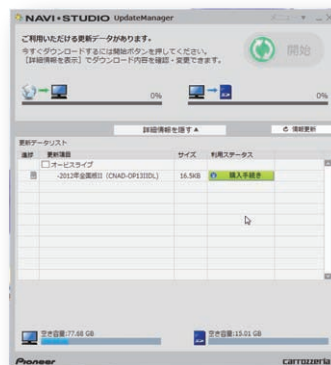 NAVI•STUDIO UpdateManager
ご利用いただける更新データがあります。
今すぐダウンロードするには開始ボタンを押してください。
[詳細情報を表示]でダウンロード内容を確認・変更できます。
開始
0%
0%
詳細情報を隠す▲
情報更新
更新データリスト
進捗 更新項目 サイズ 利用ステータス
オービスライブ
-2012年全国版II (CNAD-OP13IIDL) 16.5KB 購入手続き
空き容量:77.68 GB
空き容量:15.01 GB
Pioneer
carrozzeria